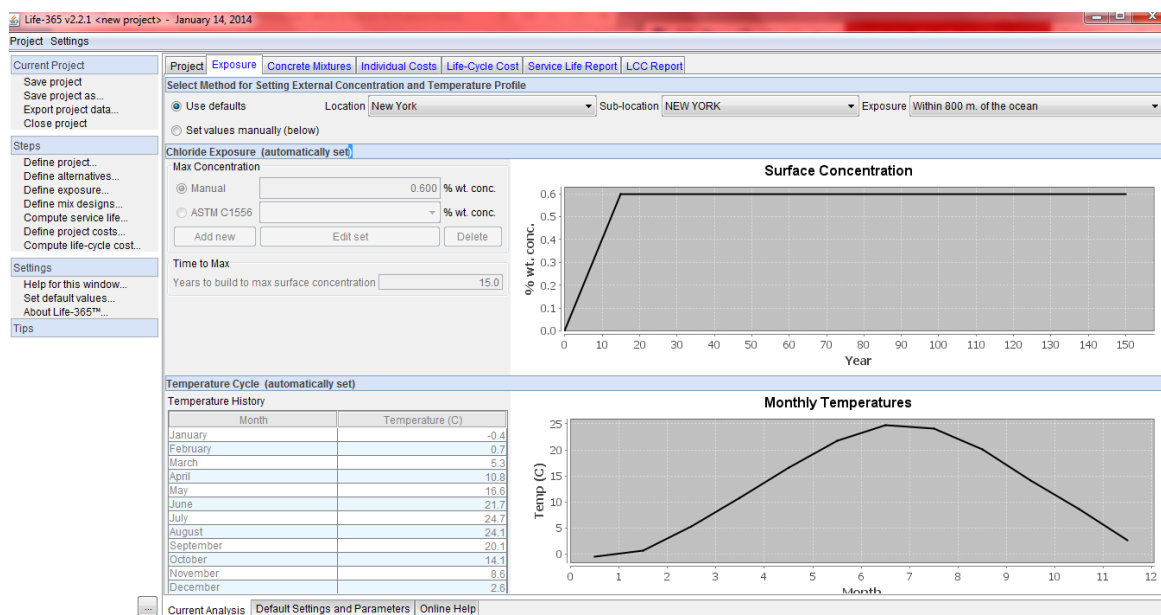 Life-365 v2.2.1 <new project> - January 14, 2014
Project Settings
Current Project
Save project
Save project as...
Export project data...
Close project
Steps
Define project...
Define alternatives...
Define exposure...
Define mix designs...
Compute service life...
Define project costs...
Compute life-cycle cost...
Settings
Help for this window...
Set default values...
About Life-365™...
Tips
Project Exposure Concrete Mixtures Individual Costs Life-Cycle Cost Service Life Report LCC Report
Select Method for Setting External Concentration and Temperature Profile
Use defaults Location New York Sub-location NEW YORK Exposure Within 800 m. of the ocean
Set values manually (below)
Chloride Exposure (automatically set)
Max Concentration
Manual 0.600 % wt. conc.
ASTM C1556 % wt. conc.
Add new Edit set Delete
Time to Max
Years to build to max surface concentration 15.0
Surface Concentration
% wt. conc.
0.6
0.5
0.4
0.3
0.2
0.1
0.0
0 10 20 30 40 50 60 70 80 90 100 110 120 130 140 150
Year
Temperature Cycle (automatically set)
Temperature History
Month Temperature (C)
January -0.4
February 0.7
March 5.3
April 10.8
May 16.6
June 21.7
July 24.7
August 24.1
September 20.1
October 14.1
November 8.6
December 2.6
Monthly Temperatures
Temp (C)
25
20
15
10
5
0
0 1 2 3 4 5 6 7 8 9 10 11 12
Month
... Current Analysis Default Settings and Parameters Online Help